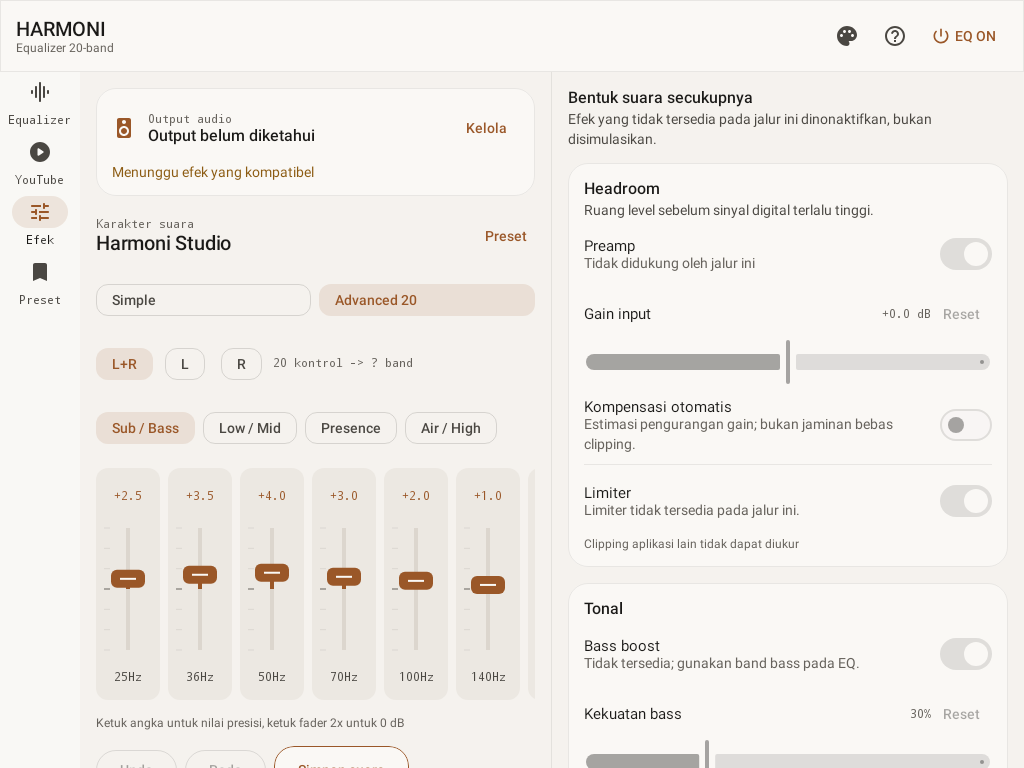 HARMONI
Equalizer 20-band
EQ ON
Equalizer
YouTube
Efek
Preset
Output audio
Output belum diketahui
Kelola
Menunggu efek yang kompatibel
Karakter suara
Harmoni Studio
Preset
Simple
Advanced 20
L+R
L
R
20 kontrol -> ? band
Sub / Bass
Low / Mid
Presence
Air / High
+2.5
+3.5
+4.0
+3.0
+2.0
+1.0
25Hz
36Hz
50Hz
70Hz
100Hz
140Hz
Ketuk angka untuk nilai presisi, ketuk fader 2x untuk 0 dB
Bentuk suara secukupnya
Efek yang tidak tersedia pada jalur ini dinonaktifkan, bukan
disimulasikan.
Headroom
Ruang level sebelum sinyal digital terlalu tinggi.
Preamp
Tidak didukung oleh jalur ini
Gain input
+0.0 dB
Reset
Kompensasi otomatis
Estimasi pengurangan gain; bukan jaminan bebas
clipping.
Limiter
Limiter tidak tersedia pada jalur ini.
Clipping aplikasi lain tidak dapat diukur
Tonal
Bass boost
Tidak tersedia; gunakan band bass pada EQ.
Kekuatan bass
30%
Reset